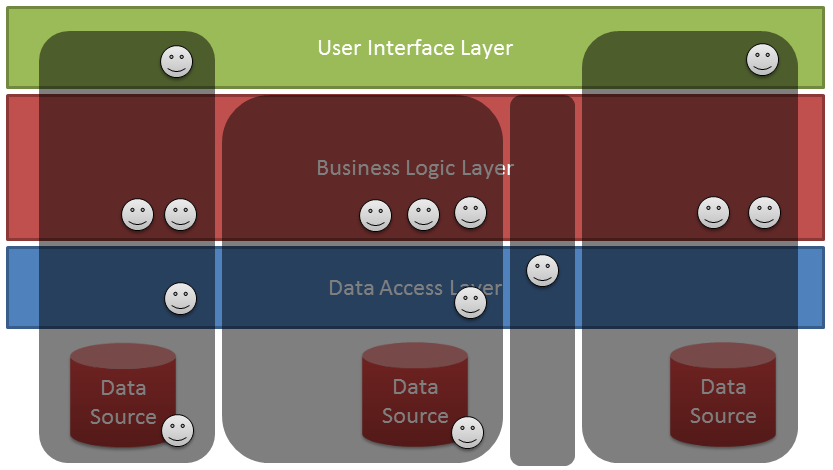 User Interface Layer
Business Logic Layer
Data Access Layer
Data
Source
Data
Source
Data
Source